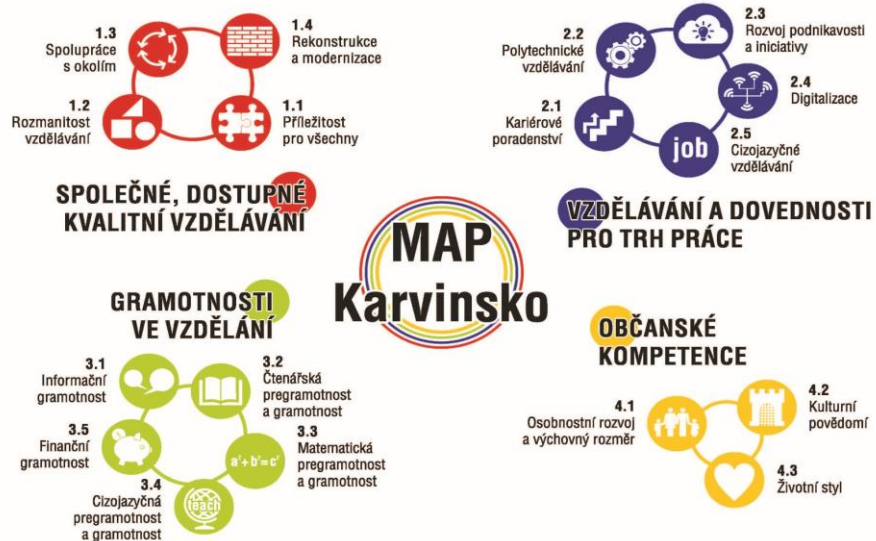 1.3
Spolupráce
s okolím
1.4
Rekonstrukce
a modernizace
1.2
Rozmanitost
vzdělávání
1.1
Příležitost
pro všechny
SPOLEČNÉ, DOSTUPNÉ
KVALITNÍ VZDĚLÁVÁNÍ
2.2
Polytechnické
vzdělávání
2.3
Rozvoj podnikavosti
a iniciativy
2.4
Digitalizace
2.1
Kariérové
poradenství
job
2.5
Cizojazyčné
vzdělávání
VZDĚLÁVÁNÍ A DOVEDNOSTI
PRO TRH PRÁCE
MAP
Karvinsko
GRAMOTNOSTI
VE VZDĚLÁNÍ
3.1
Informační
gramotnost
3.2
Čtenářská
pregramotnost
a gramotnost
3.5
Finanční
gramotnost
a²+b²=c²
3.3
Matematická
pregramotnost
a gramotnost
3.4
Cizojazyčná
pregramotnost
a gramotnost
teach
OBČANSKÉ
KOMPETENCE
4.1
Osobnostní rozvoj
a výchovný rozměr
4.2
Kulturní
povědomí
4.3
Životní styl